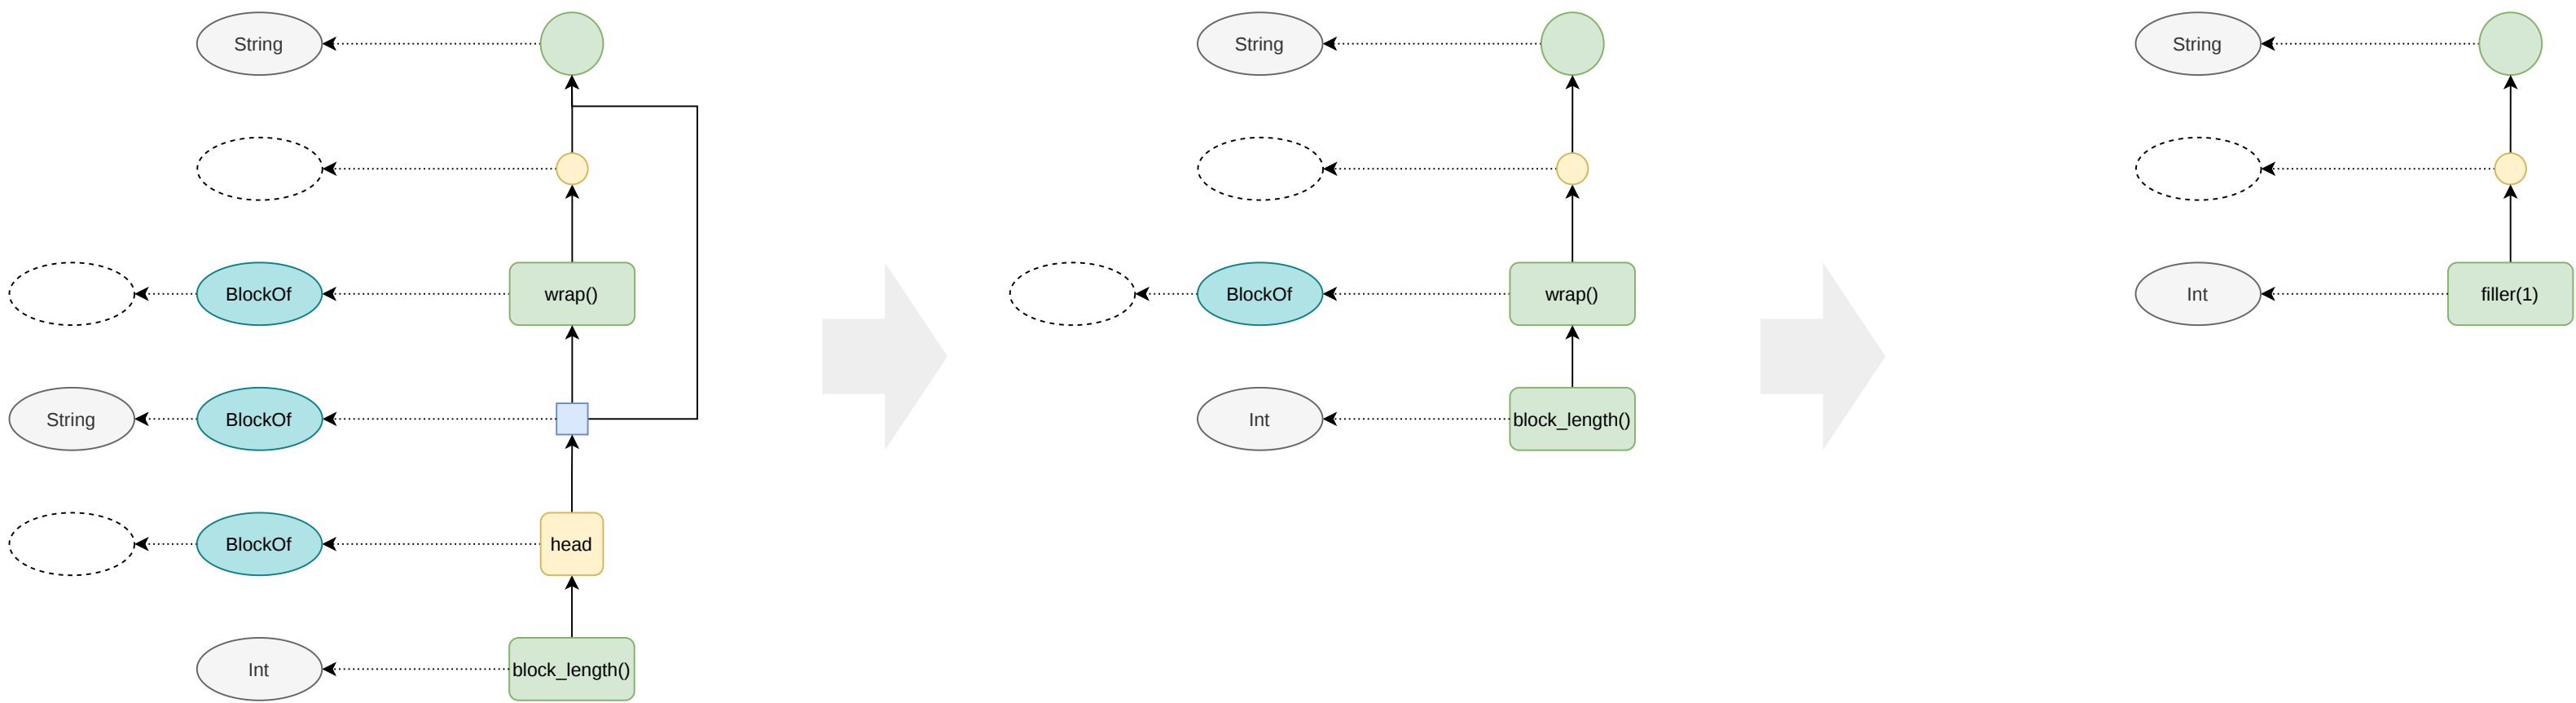 String
BlockOf
wrap()
String
BlockOf
BlockOf
head
Int
block_length()
String
BlockOf
wrap()
Int
block_length()
String
Int
filler(1)